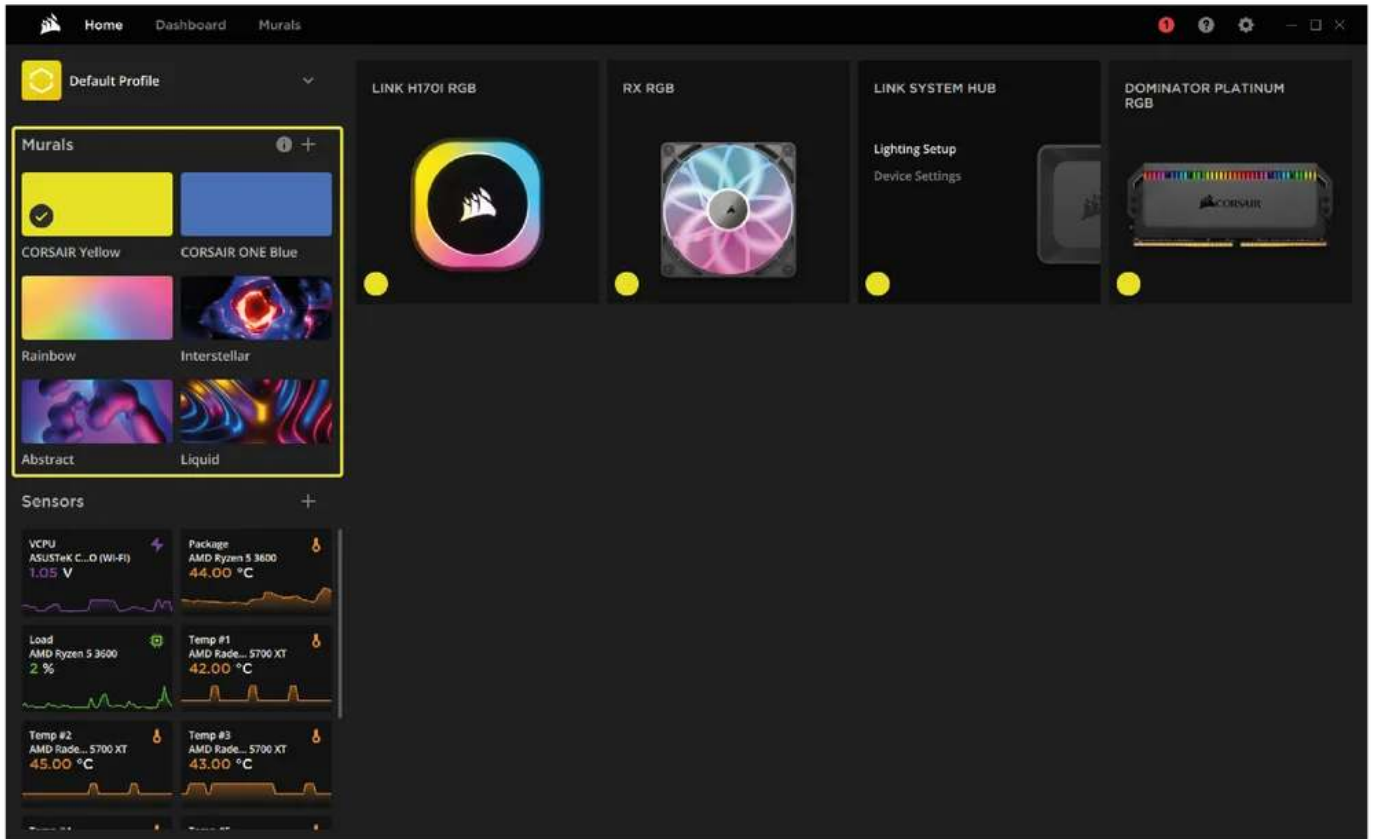 Home Dashboard Murals
1
Default Profile
Murals
CORSAIR Yellow
CORSAIR ONE Blue
Rainbow
Interstellar
Abstract
Liquid
Sensors
VCPU
ASUSTeK C...O (Wi-Fi)
1.05 V
Package
AMD Ryzen 5 3600
44.00 °C
Load
AMD Ryzen 5 3600
2 %
Temp #1
AMD Rade... 5700 XT
42.00 °C
Temp #2
AMD Rade... 5700 XT
45.00 °C
Temp #3
AMD Rade... 5700 XT
43.00 °C
LINK H170I RGB
RX RGB
LINK SYSTEM HUB
Lighting Setup
Device Settings
DOMINATOR PLATINUM
RGB
CORSAIR